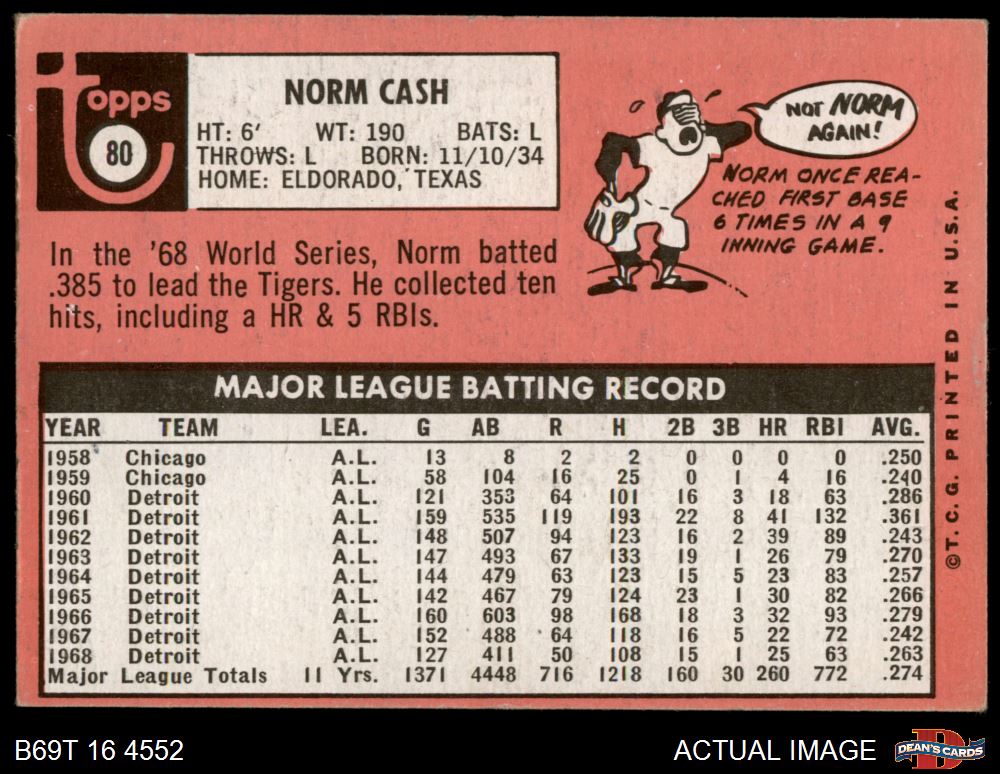 Topps
80
NORM CASH
HT: 6' WT: 190 BATS: L
THROWS: L BORN: 11/10/34
HOME: ELDORADO, TEXAS
NOT NORM
AGAIN!
NORM ONCE REA-
CHED FIRST BASE
6 TIMES IN A 9
INNING GAME.
In the '68 World Series, Norm batted
.385 to lead the Tigers. He collected ten
hits, including a HR & 5 RBIs.
MAJOR LEAGUE BATTING RECORD
YEAR TEAM LEA. G AB R H 2B 3B HR RBI AVG.
1958 Chicago A.L. 13 8 2 2 0 0 0 0 .250
1959 Chicago A.L. 58 104 16 25 0 1 4 16 .240
1960 Detroit A.L. 121 353 64 101 16 3 18 63 .286
1961 Detroit A.L. 159 535 119 193 22 8 41 132 .361
1962 Detroit A.L. 148 507 94 123 16 2 39 89 .243
1963 Detroit A.L. 147 493 67 133 19 1 26 79 .270
1964 Detroit A.L. 144 479 63 123 15 5 23 83 .257
1965 Detroit A.L. 142 467 79 124 23 1 30 82 .266
1966 Detroit A.L. 160 603 98 168 18 3 32 93 .279
1967 Detroit A.L. 152 488 64 118 16 5 22 72 .242
1968 Detroit A.L. 127 411 50 108 15 1 25 63 .263
Major League Totals 11 Yrs. 1371 4448 716 1218 160 30 260 772 .274
©T.C.G. PRINTED IN U.S.A.
B69T 16 4552
ACTUAL IMAGE
DEAN'S CARDS